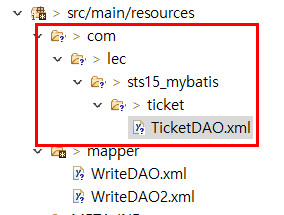 src/main/resources
com
lec
sts15_mybatis
ticket
TicketDAO.xml
mapper
WriteDAO.xml
WriteDAO2.xml